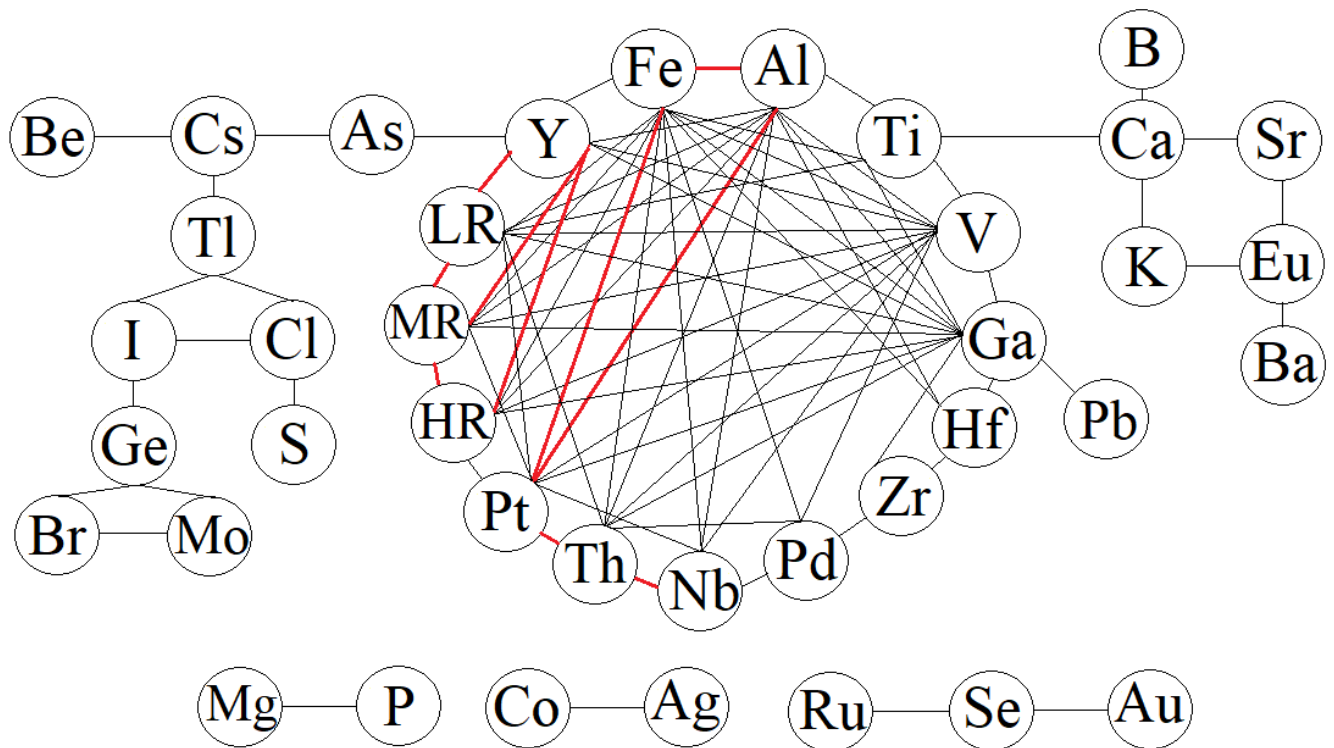 B
Fe Al
Be Cs As Y Ti Ca Sr
Tl LR V
K Eu
I Cl MR Ga
Ba
HR Hf Pb
Ge S
Pt Zr
Br Mo Th Nb Pd
Mg P Co Ag Ru Se Au